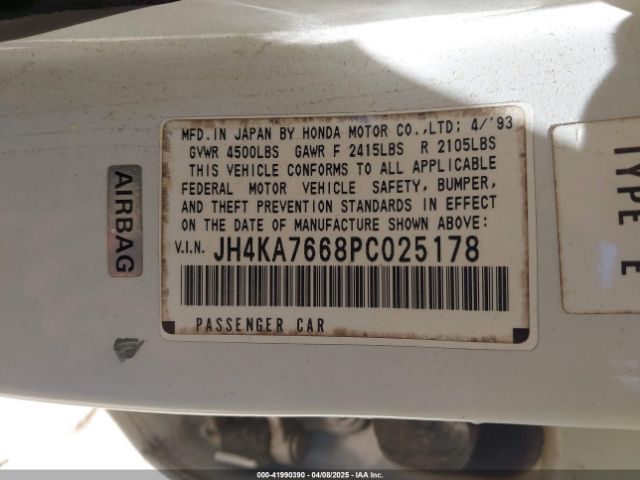 MFD.IN JAPAN BY HONDA MOTOR CO.,LTD; 4/'93
GVWR 4500LBS GAWR F 2415LBS R 2105LBS
THIS VEHICLE CONFORMS TO ALL APPLICABLE
FEDERAL MOTOR VEHICLE SAFETY, BUMPER,
AND THEFT PREVENTION STANDARDS IN EFFECT
ON THE DATE OF MANUFACTURE SHOWN ABOVE:
V.I.N. JH4KA7668PC025178
PASSENGER CAR
AIRBAG
TYPE E
000-41990390 - 04/08/2025 - IAA Inc.